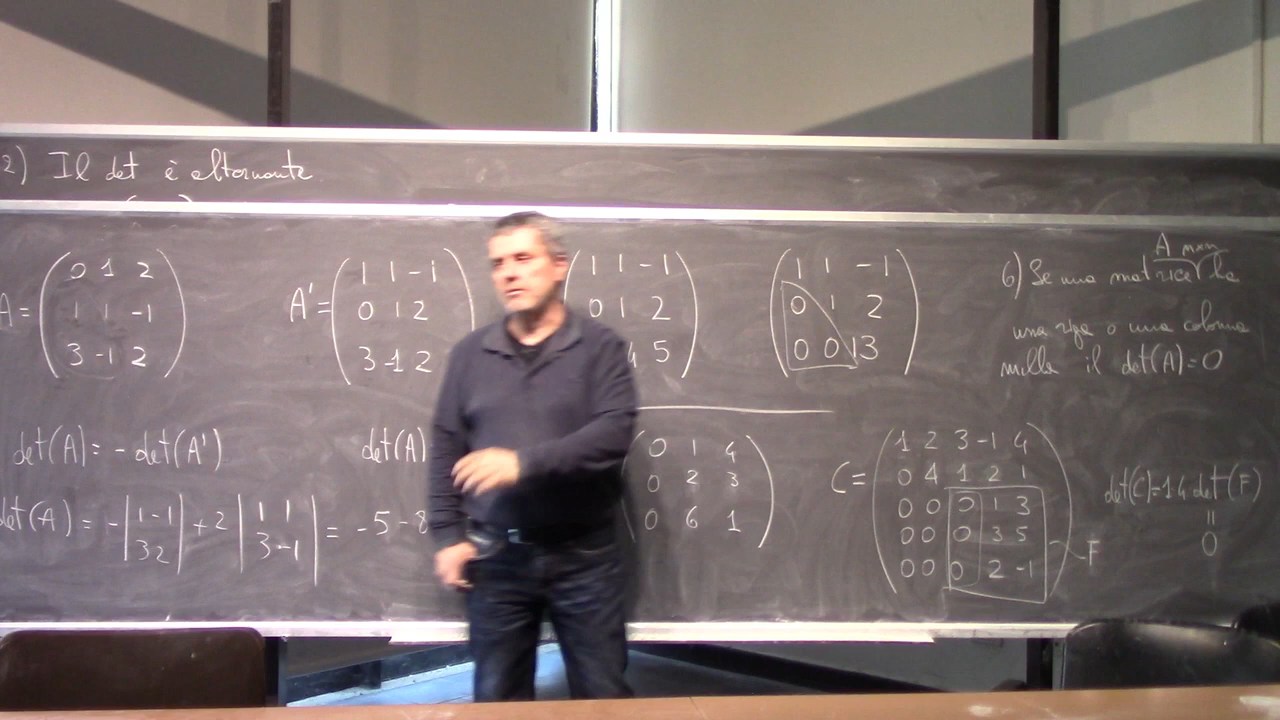 2) Il det è alternante
A = ( 0 1 2
1 1 -1
3 -1 2 )
A' = ( 1 1 -1
0 1 2
3 -1 2 )
( 1 1 -1
0 1 2
4 5 )
( 1 1 -1
0 1 2
0 0 13 )
6) Se una matrice A n×n ha
una riga o una colonna
nulla il det(A)=0
det(A) = - det(A')
det(A)
det(A) = - | 1 -1
3 2 | + 2 | 1 1
3 -1 | = -5 - 8
( 0 1 4
0 2 3
0 6 1 )
C = ( 1 2 3 -1 4
0 4 1 2 1
0 0 0 1 3
0 0 0 3 5
0 0 0 2 -1 )
F
det(C)=14 det(F)
=
0